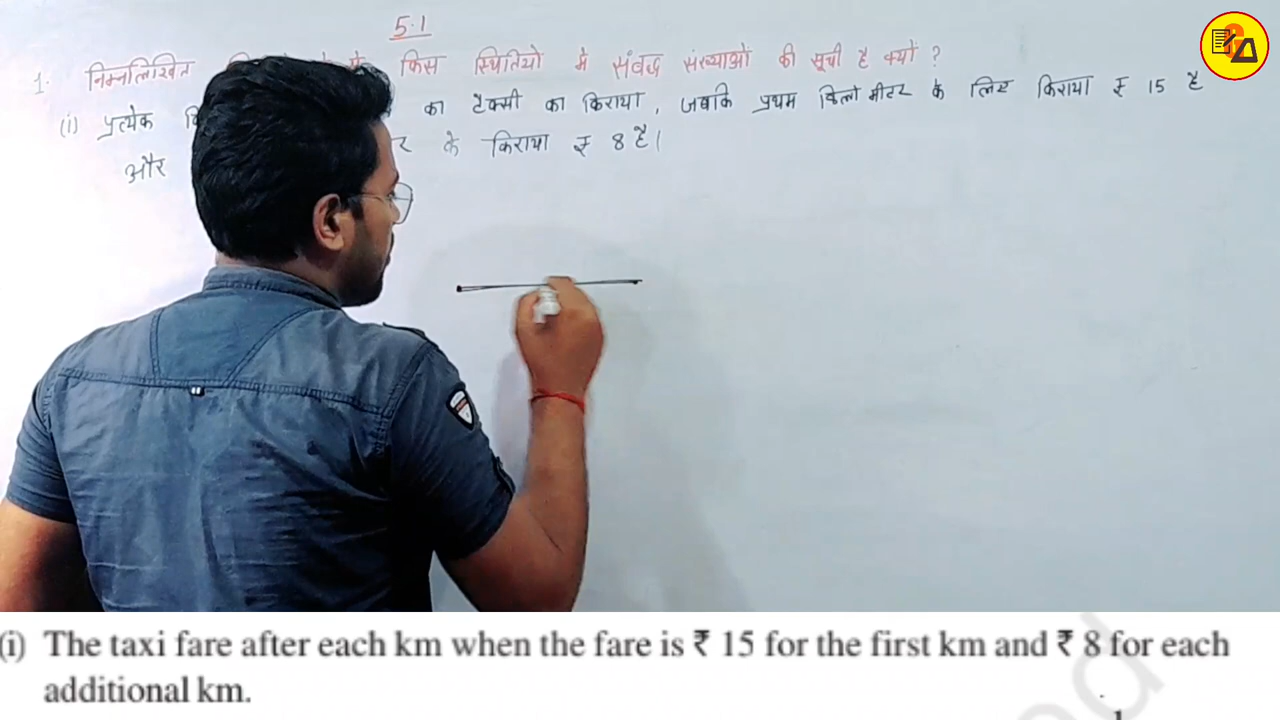 5.1
1. निम्नलिखित किस स्थितियो में संबद्ध संख्याओ की सूची है क्यों ?
(i) प्रत्येक का टैक्सी का किराया, जबकि प्रथम किलो मीटर के लिए किराया ₹ 15 है
और के किराया ₹ 8 है।
(i) The taxi fare after each km when the fare is ₹ 15 for the first km and ₹ 8 for each
additional km.